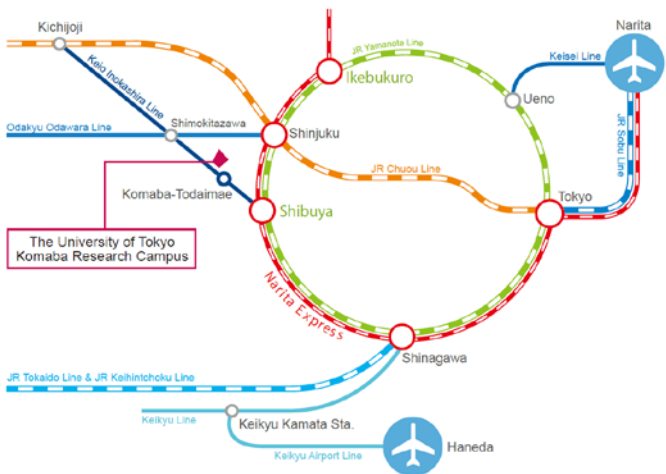 Kichijoji
Narita
JR Yamanota Line
Keisei Line
Ikebukuro
Keio Inokashira Line
Ueno
Shimokitazawa
Odakyu Odawara Line
Shinjuku
JR Sobu Line
JR Chuou Line
Komaba-Todaimae
Tokyo
Shibuya
The University of Tokyo
Komaba Research Campus
Narita Express
Shinagawa
JR Tokaido Line & JR Keihintohoku Line
Keikyu Line
Keikyu Kamata Sta.
Keikyu Airport Line
Haneda